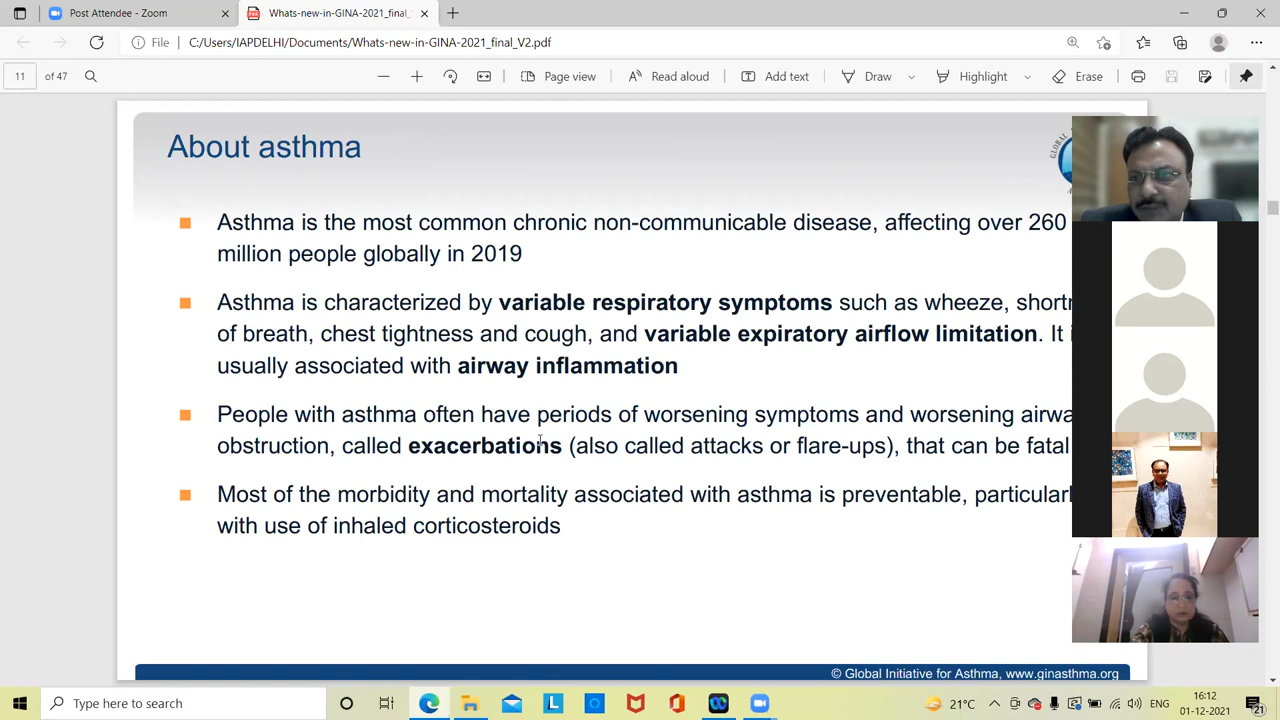 Post Attendee - Zoom
Whats-new-in-GINA-2021_final_
File C:/Users/IAPDELHI/Documents/Whats-new-in-GINA-2021_final_V2.pdf
11 of 47 Page view Read aloud Add text Draw Highlight Erase
About asthma
GLOBAL
Asthma is the most common chronic non-communicable disease, affecting over 260
million people globally in 2019
Asthma is characterized by variable respiratory symptoms such as wheeze, shortn
of breath, chest tightness and cough, and variable expiratory airflow limitation. It i
usually associated with airway inflammation
People with asthma often have periods of worsening symptoms and worsening airwa
obstruction, called exacerbations (also called attacks or flare-ups), that can be fatal
Most of the morbidity and mortality associated with asthma is preventable, particularl
with use of inhaled corticosteroids
© Global Initiative for Asthma, www.ginasthma.org
Type here to search
21°C ENG 16:12
01-12-2021 21